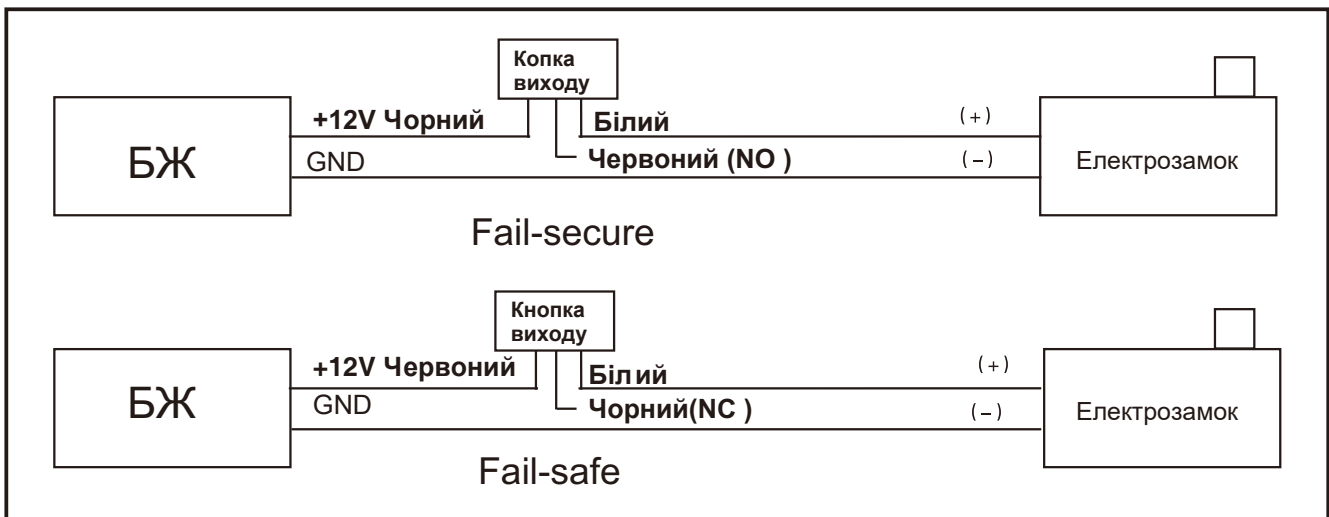 Копка
виходу
+12V Чорний
Білий
(+)
БЖ
GND
Червоний (NO )
(-)
Електрозамок
Fail-secure
Кнопка
виходу
+12V Червоний
Білий
(+)
БЖ
GND
Чорний(NC )
(-)
Електрозамок
Fail-safe